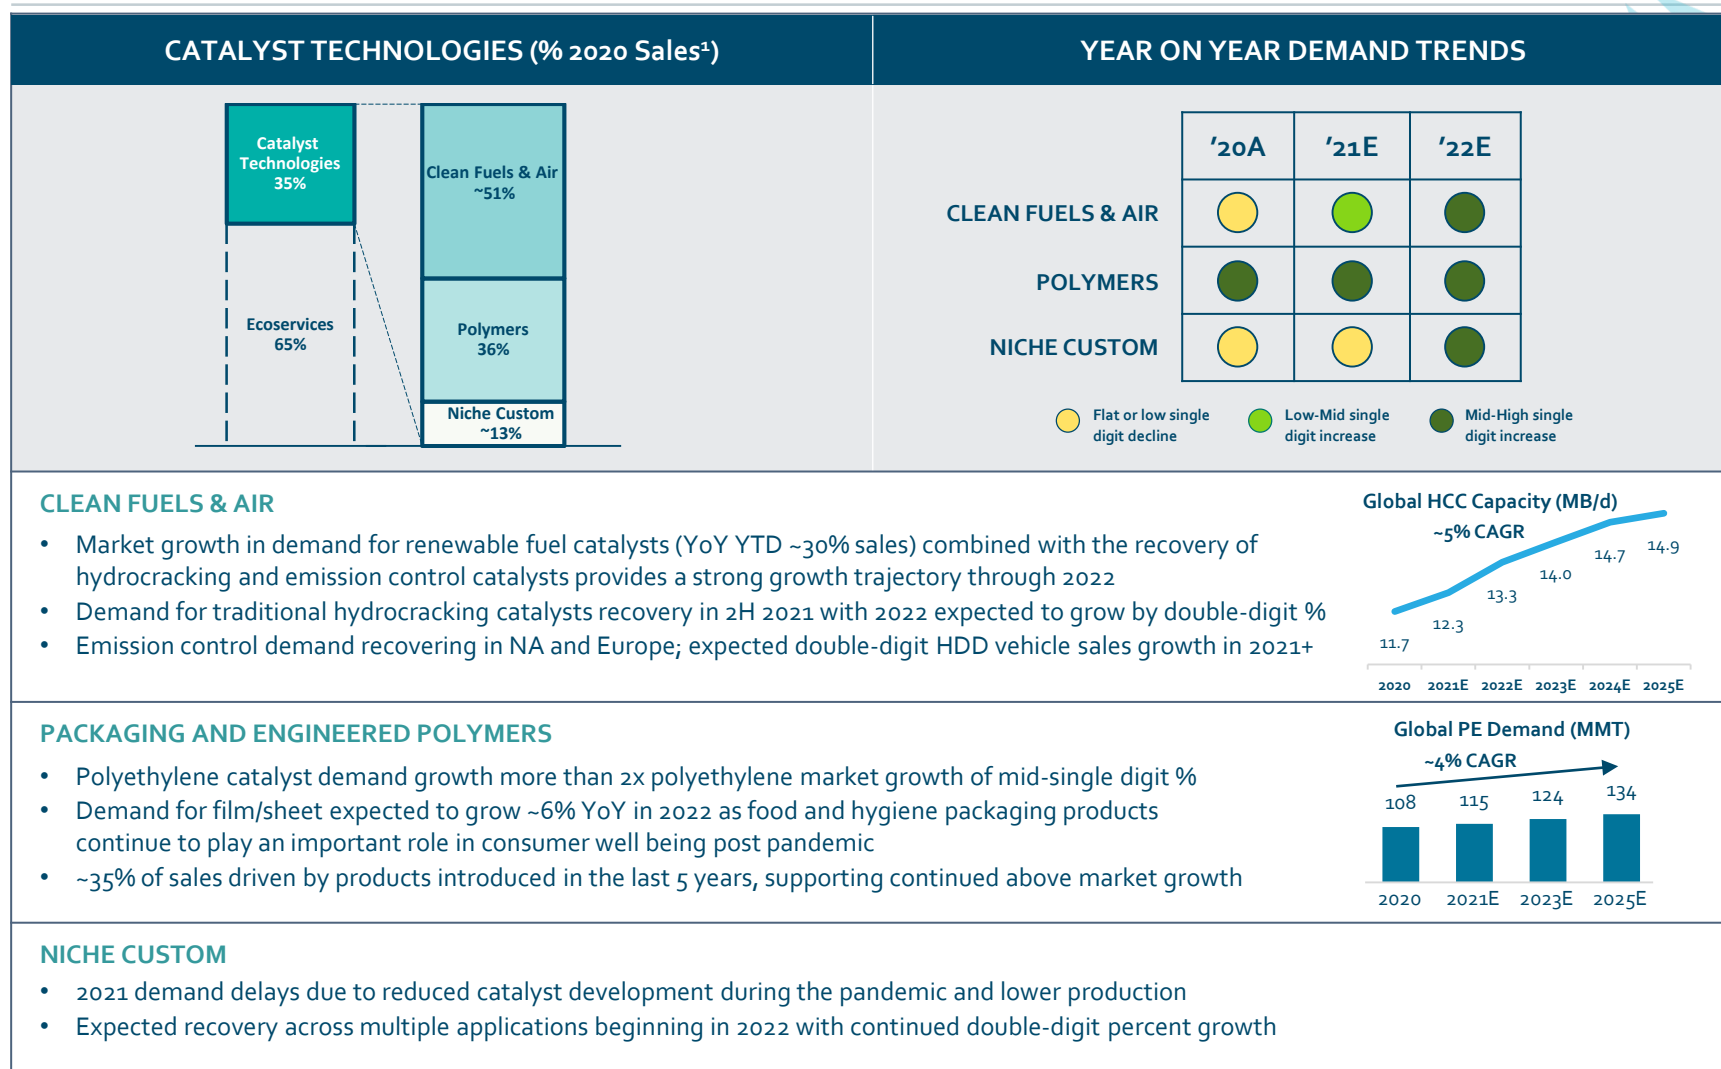 CATALYST TECHNOLOGIES (% 2020 Sales¹)
YEAR ON YEAR DEMAND TRENDS
Catalyst
Technologies
35%
Ecoservices
65%
Clean Fuels & Air
~51%
Polymers
36%
Niche Custom
~13%
'20A '21E '22E
CLEAN FUELS & AIR
POLYMERS
NICHE CUSTOM
Flat or low single
digit decline
Low-Mid single
digit increase
Mid-High single
digit increase
CLEAN FUELS & AIR
• Market growth in demand for renewable fuel catalysts (YoY YTD ~30% sales) combined with the recovery of
hydrocracking and emission control catalysts provides a strong growth trajectory through 2022
• Demand for traditional hydrocracking catalysts recovery in 2H 2021 with 2022 expected to grow by double-digit %
• Emission control demand recovering in NA and Europe; expected double-digit HDD vehicle sales growth in 2021+
Global HCC Capacity (MB/d)
~5% CAGR
11.7 12.3 13.3 14.0 14.7 14.9
2020 2021E 2022E 2023E 2024E 2025E
PACKAGING AND ENGINEERED POLYMERS
• Polyethylene catalyst demand growth more than 2x polyethylene market growth of mid-single digit %
• Demand for film/sheet expected to grow ~6% YoY in 2022 as food and hygiene packaging products
continue to play an important role in consumer well being post pandemic
• ~35% of sales driven by products introduced in the last 5 years, supporting continued above market growth
Global PE Demand (MMT)
~4% CAGR
108 115 124 134
2020 2021E 2023E 2025E
NICHE CUSTOM
• 2021 demand delays due to reduced catalyst development during the pandemic and lower production
• Expected recovery across multiple applications beginning in 2022 with continued double-digit percent growth